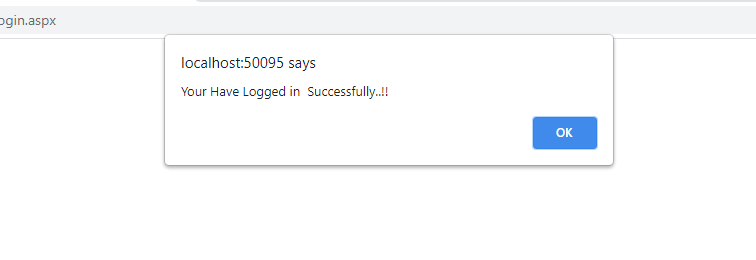 ogin.aspx
localhost:50095 says
Your Have Logged in  Successfully..!!
OK